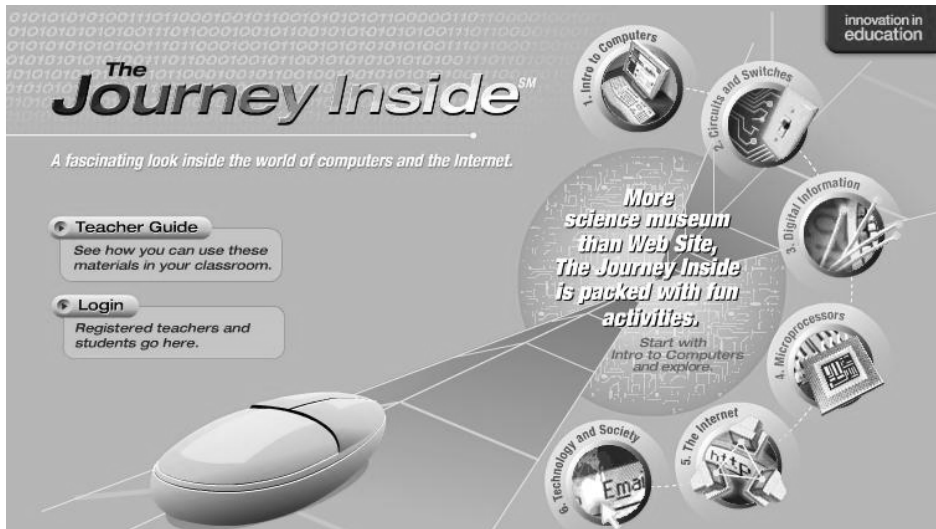 innovation in
education
The
Journey Inside℠
A fascinating look inside the world of computers and the Internet.
Teacher Guide
See how you can use these
materials in your classroom.
Login
Registered teachers and
students go here.
More
science museum
than Web Site,
The Journey Inside
is packed with fun
activities.
Start with
Intro to Computers
and explore.
1. Intro to Computers
2. Circuits and Switches
3. Digital Information
4. Microprocessors
5. The Internet
http
6. Technology and Society
Emai